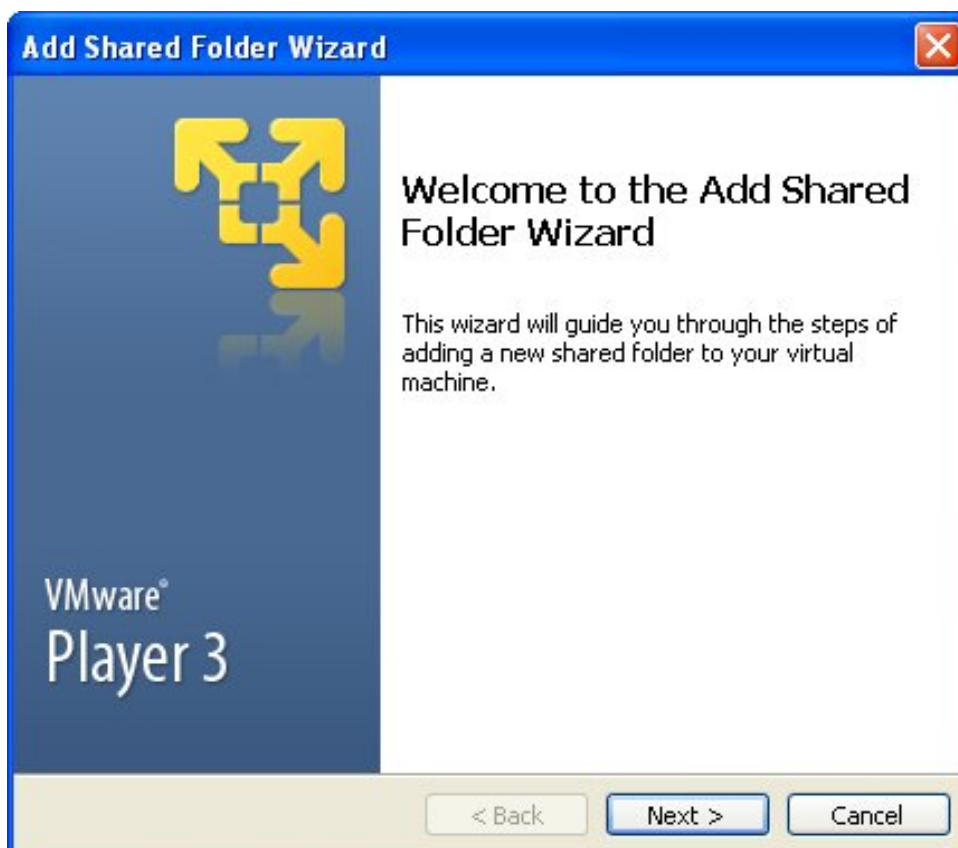 Add Shared Folder Wizard
Welcome to the Add Shared
Folder Wizard
This wizard will guide you through the steps of
adding a new shared folder to your virtual
machine.
VMware®
Player 3
< Back Next > Cancel